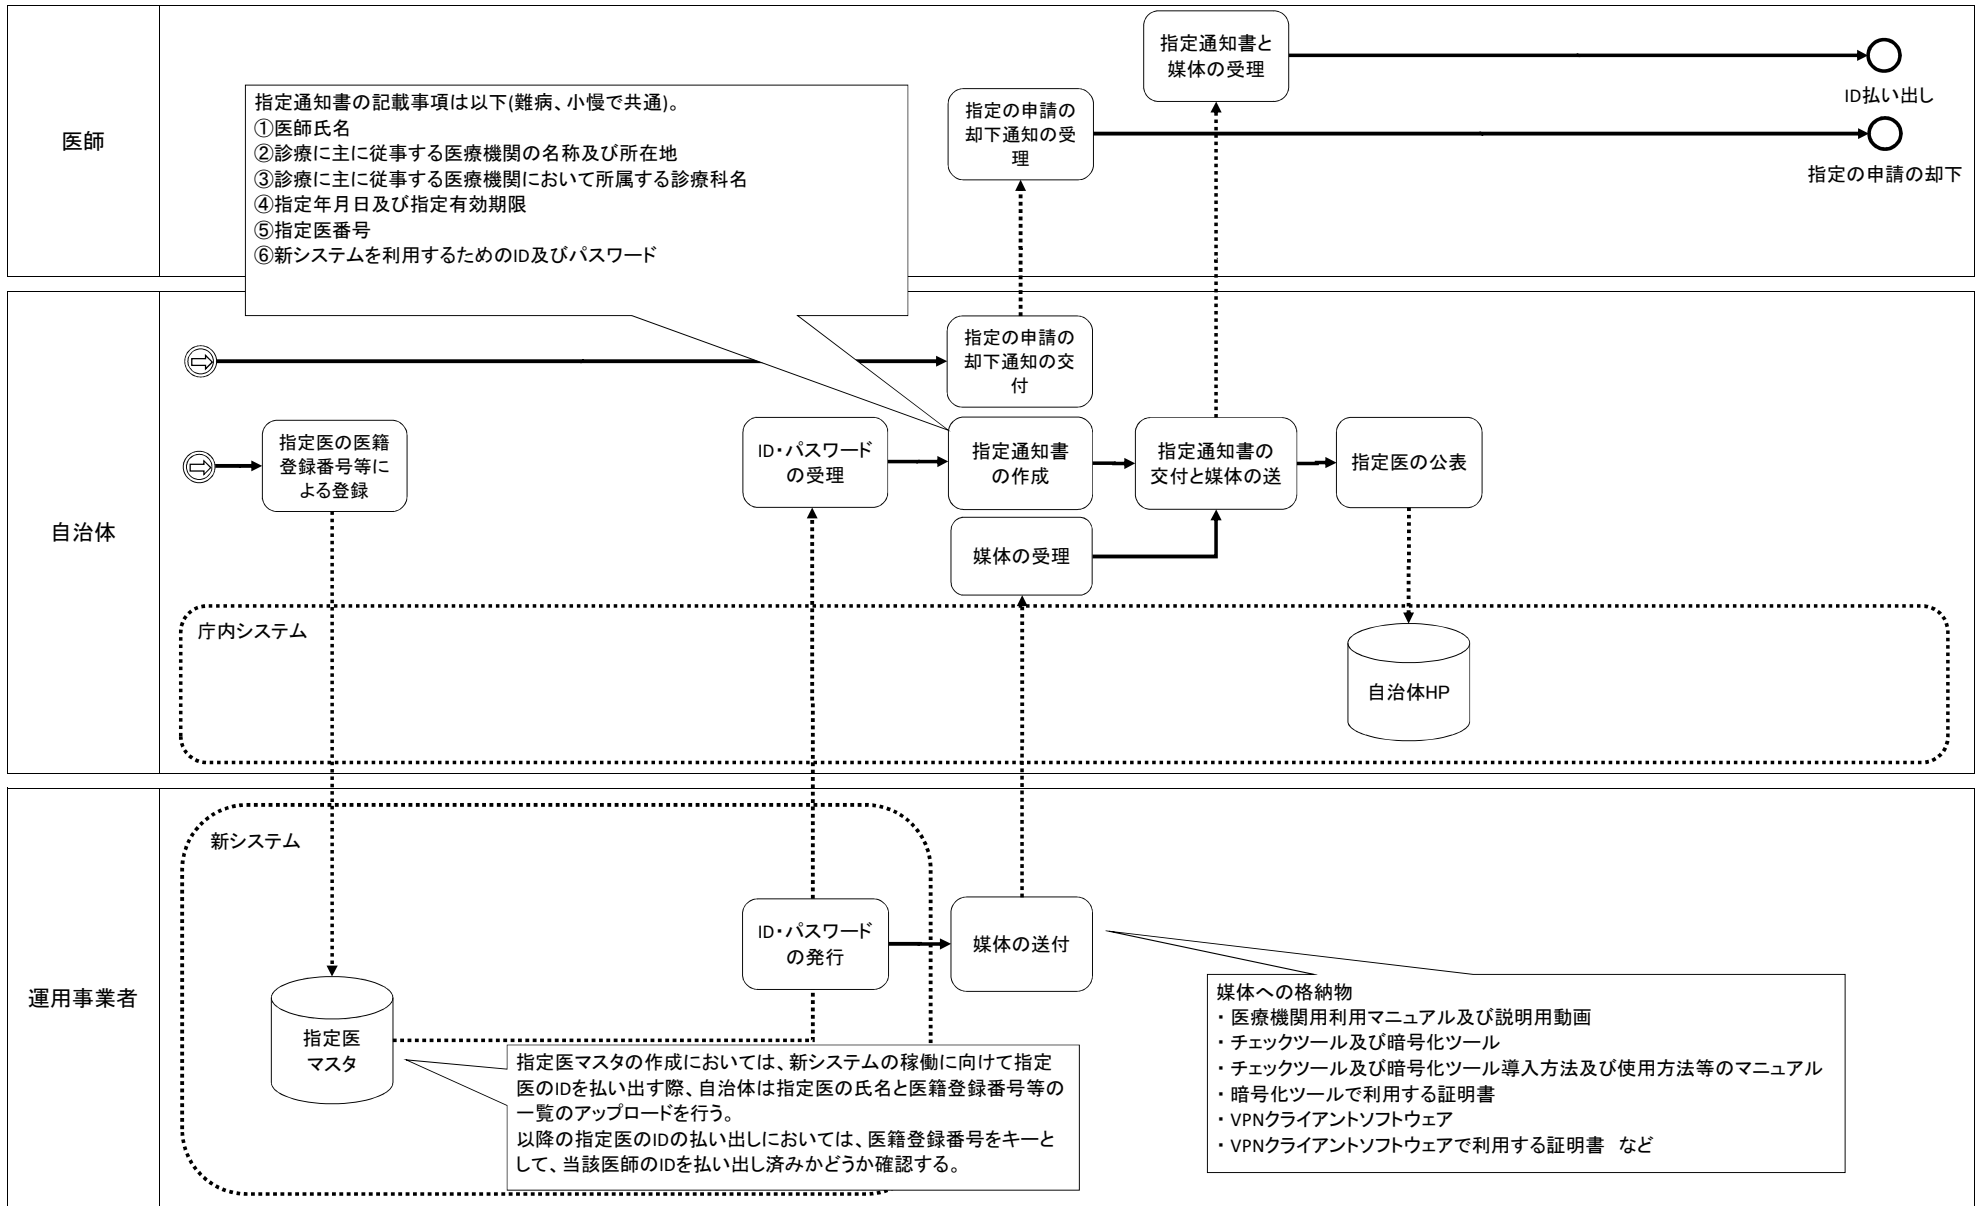 医師
指定通知書と
媒体の受理
ID払い出し
指定の申請の
却下通知の受
理
指定の申請の却下
指定通知書の記載事項は以下(難病、小慢で共通)。
①医師氏名
②診療に主に従事する医療機関の名称及び所在地
③診療に主に従事する医療機関において所属する診療科名
④指定年月日及び指定有効期限
⑤指定医番号
⑥新システムを利用するためのID及びパスワード
自治体
指定の申請の
却下通知の交
付
指定医の医籍
登録番号等に
よる登録
ID・パスワード
の受理
指定通知書
の作成
指定通知書の
交付と媒体の送
指定医の公表
媒体の受理
庁内システム
自治体HP
運用事業者
新システム
ID・パスワード
の発行
媒体の送付
指定医
マスタ
指定医マスタの作成においては、新システムの稼働に向けて指定
医のIDを払い出す際、自治体は指定医の氏名と医籍登録番号等の
一覧のアップロードを行う。
以降の指定医のIDの払い出しにおいては、医籍登録番号をキーと
して、当該医師のIDを払い出し済みかどうか確認する。
媒体への格納物
・ 医療機関用利用マニュアル及び説明用動画
・ チェックツール及び暗号化ツール
・ チェックツール及び暗号化ツール導入方法及び使用方法等のマニュアル
・ 暗号化ツールで利用する証明書
・ VPNクライアントソフトウェア
・ VPNクライアントソフトウェアで利用する証明書　など